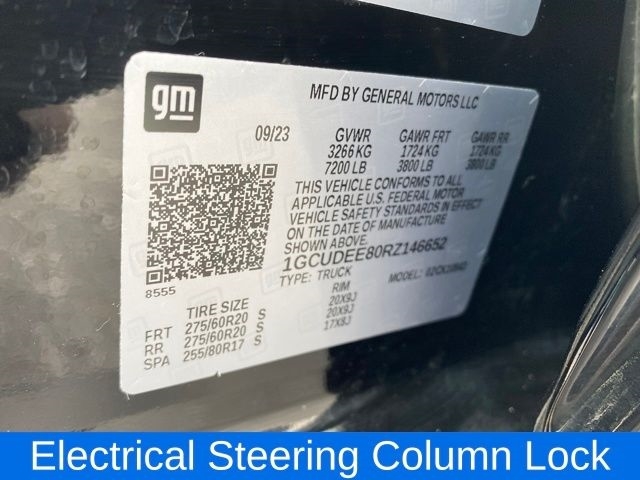 gm
MFD BY GENERAL MOTORS LLC
09/23 GVWR GAWR FRT GAWR RR
3266 KG 1724 KG 1724 KG
7200 LB 3800 LB 3800 LB
THIS VEHICLE CONFORMS TO ALL
APPLICABLE U.S. FEDERAL MOTOR
VEHICLE SAFETY STANDARDS IN EFFECT
ON THE DATE OF MANUFACTURE
SHOWN ABOVE.
1GCUDEE80RZ146652
8555 TYPE: TRUCK MODEL:
TIRE SIZE RIM
FRT 275/60R20 S 20X9J
RR 275/60R20 S 20X9J
SPA 255/80R17 S 17X8J
Electrical Steering Column Lock